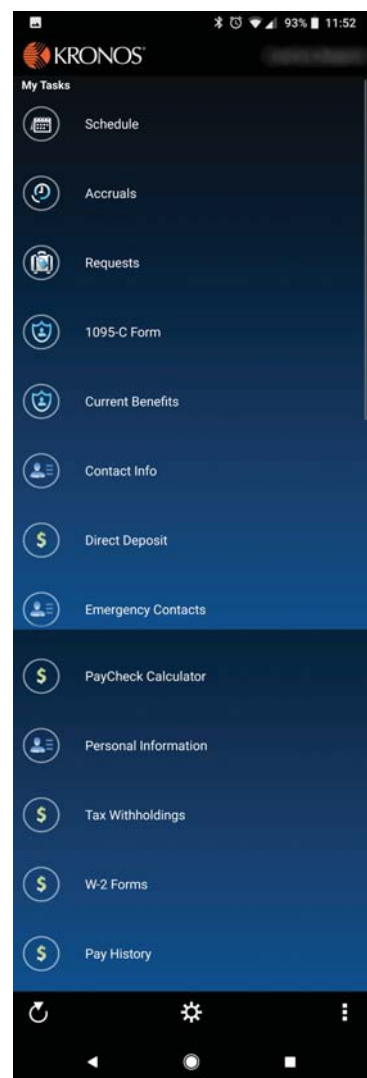 93% 11:52
KRONOS
My Tasks
Schedule
Accruals
Requests
1095-C Form
Current Benefits
Contact Info
Direct Deposit
Emergency Contacts
PayCheck Calculator
Personal Information
Tax Withholdings
W-2 Forms
Pay History